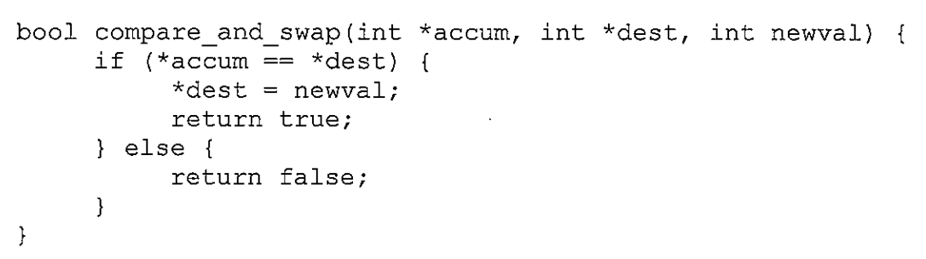 bool compare_and_swap(int *accum, int *dest, int newval) {
     if (*accum == *dest) {
          *dest = newval;
          return true;
     } else {
          return false;
     }
}